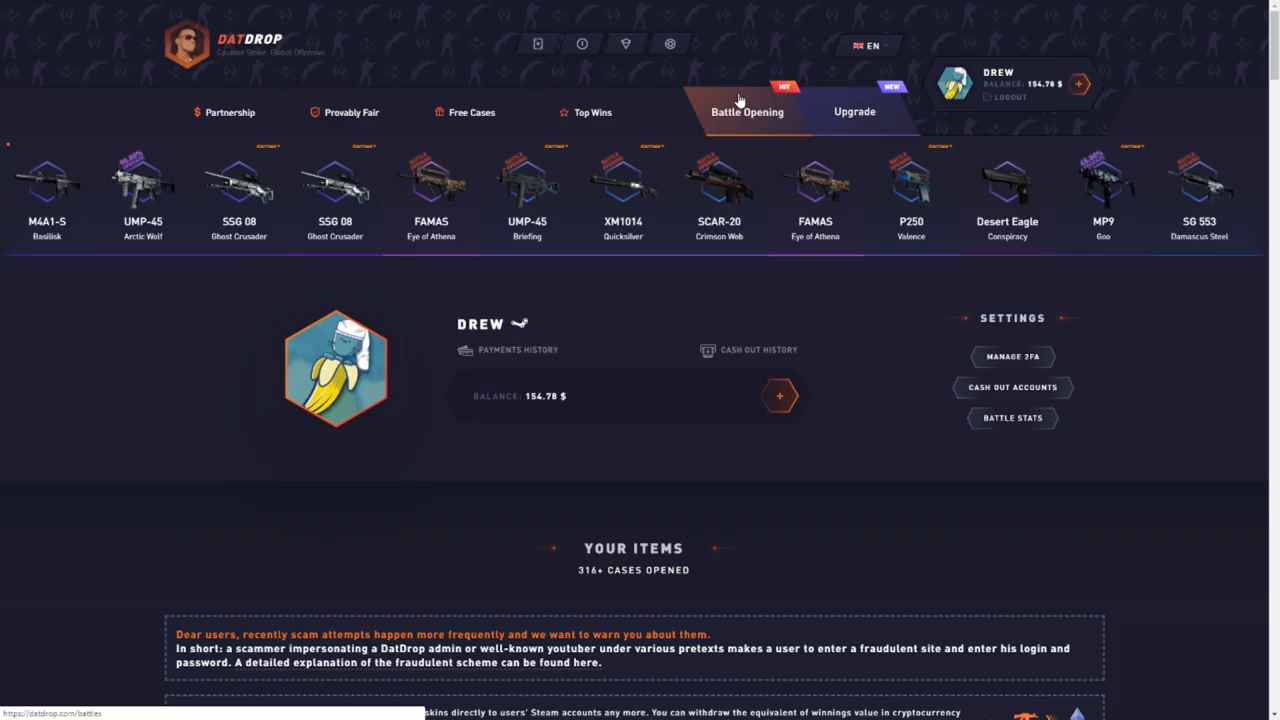 DATDROP
Counter Strike: Global Offensive
EN
DREW
BALANCE: 154.78 $
LOGOUT
HIT
NEW
Partnership
Provably Fair
Free Cases
Top Wins
Battle Opening
Upgrade
M4A1-S
Basilisk
UMP-45
Arctic Wolf
SSG 08
Ghost Crusader
SSG 08
Ghost Crusader
FAMAS
Eye of Athena
UMP-45
Briefing
XM1014
Quicksilver
SCAR-20
Crimson Web
FAMAS
Eye of Athena
P250
Valence
Desert Eagle
Conspiracy
MP9
Goo
SG 553
Damascus Steel
DREW
PAYMENTS HISTORY
CASH OUT HISTORY
BALANCE: 154.78 $
SETTINGS
MANAGE 2FA
CASH OUT ACCOUNTS
BATTLE STATS
YOUR ITEMS
316+ CASES OPENED
Dear users, recently scam attempts happen more frequently and we want to warn you about them.
In short: a scammer impersonating a DatDrop admin or well-known youtuber under various pretexts makes a user to enter a fraudulent site and enter his login and
password. A detailed explanation of the fraudulent scheme can be found here.
skins directly to users' Steam accounts any more. You can withdraw the equivalent of winnings value in cryptocurrency
https://datdrop.com/battles